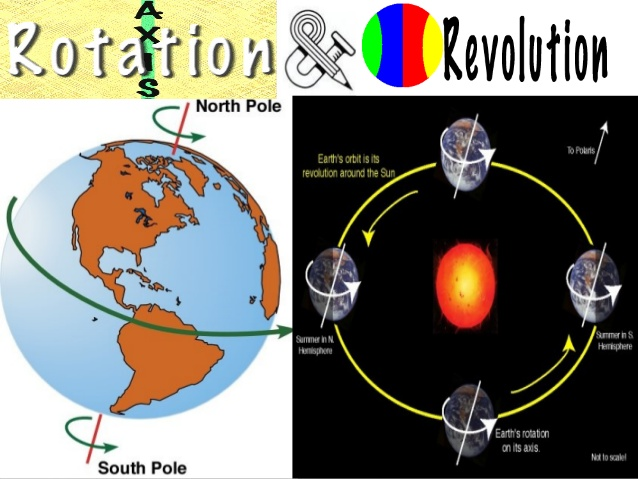 Rotation
AXIS
&
Revolution
North Pole
South Pole
Earth's orbit is its
revolution around the Sun
To Polaris
Summer in N.
Hemisphere
Summer in S.
Hemisphere
Earth's rotation
on its axis.
Not to scale!